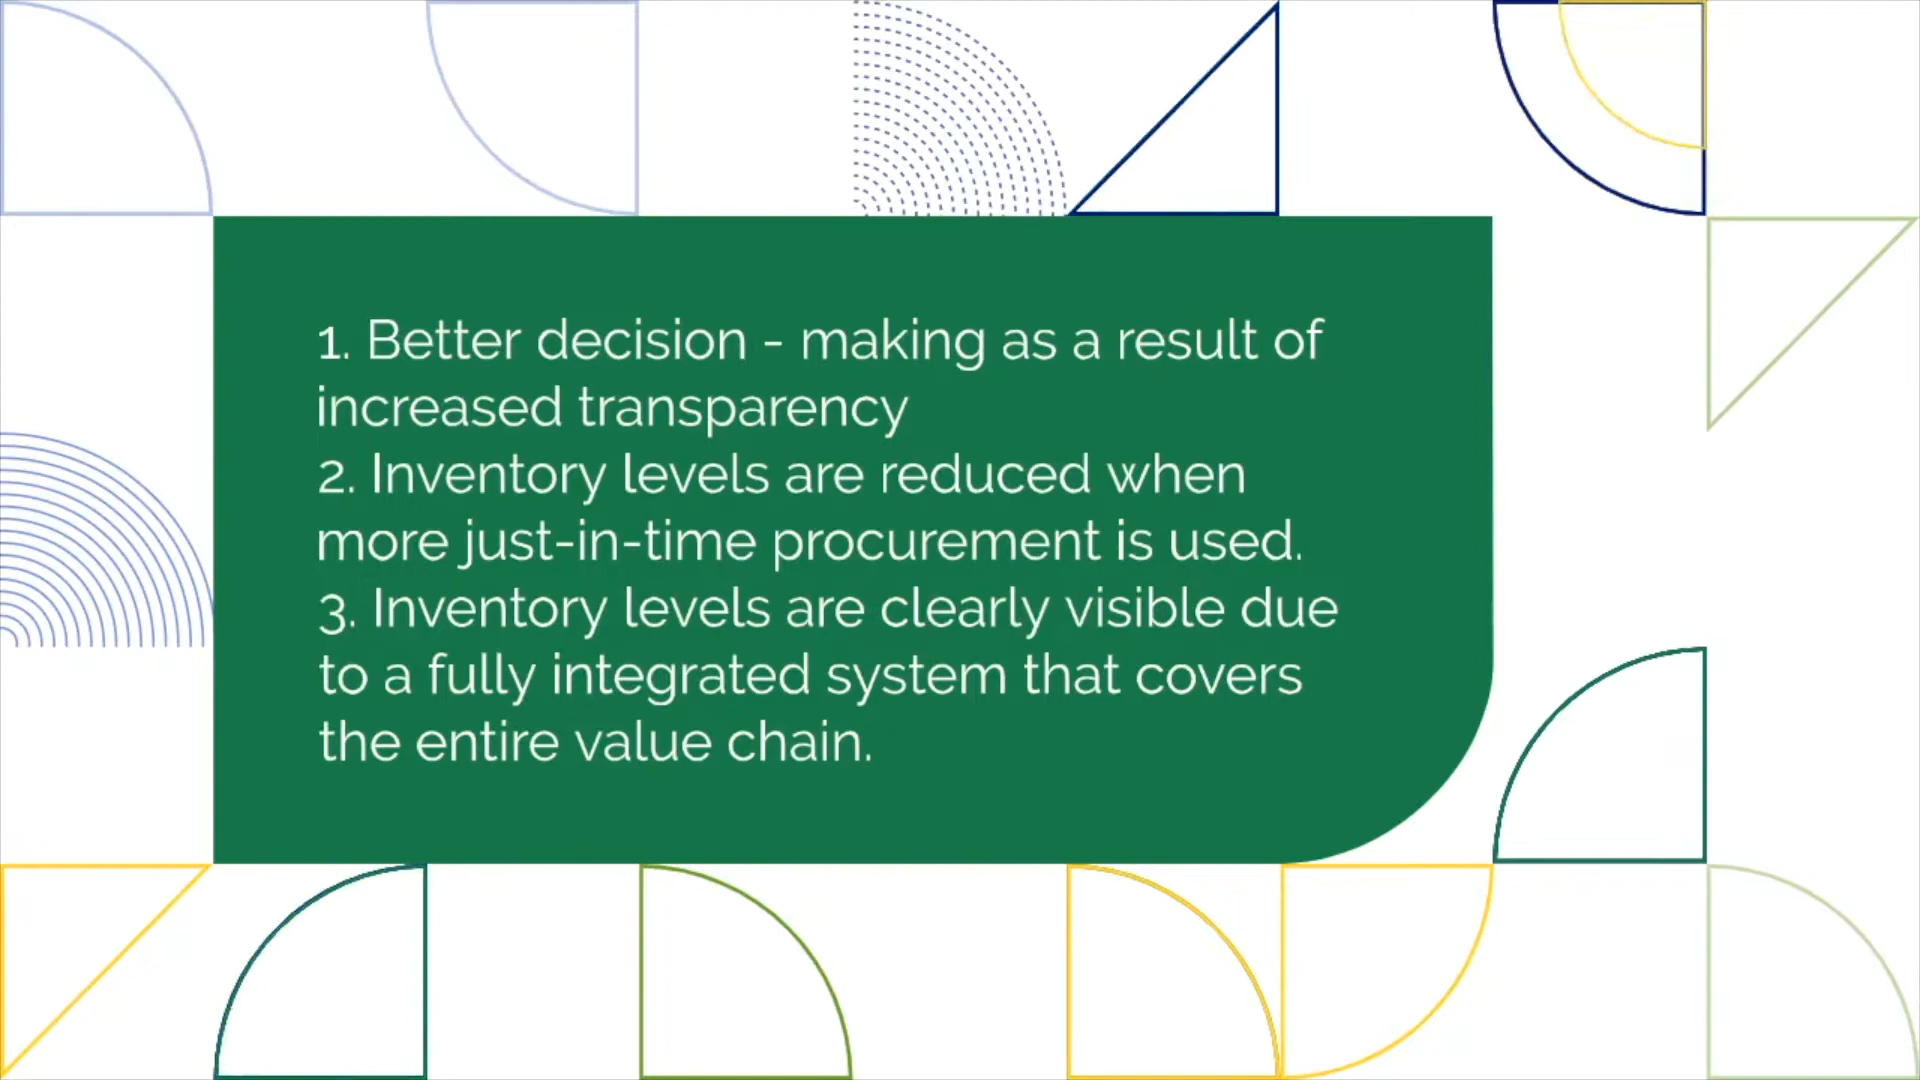 1. Better decision - making as a result of
increased transparency
2. Inventory levels are reduced when
more just-in-time procurement is used.
3. Inventory levels are clearly visible due
to a fully integrated system that covers
the entire value chain.